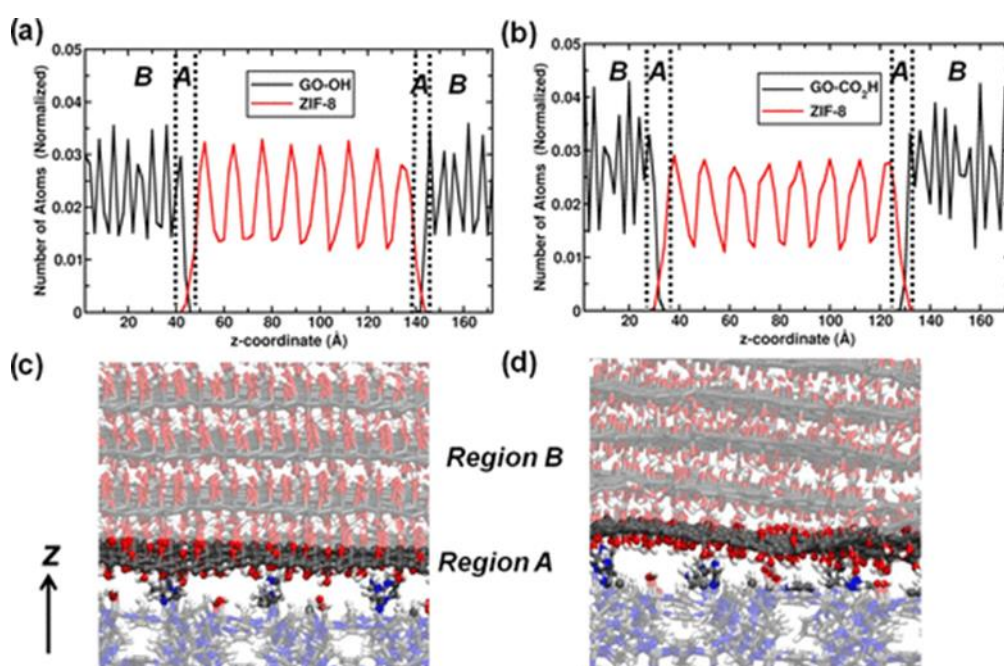 (a)
0.05
0.04
0.03
0.02
0.01
0
Number of Atoms (Normalized)
B A
A B
GO-OH
ZIF-8
20 40 60 80 100 120 140 160
z-coordinate (Å)
(b)
0.05
0.04
0.03
0.02
0.01
0
Number of Atoms (Normalized)
B A
A B
GO-CO₂H
ZIF-8
20 40 60 80 100 120 140 160
z-coordinate (Å)
(c)
(d)
Region B
Region A
Z